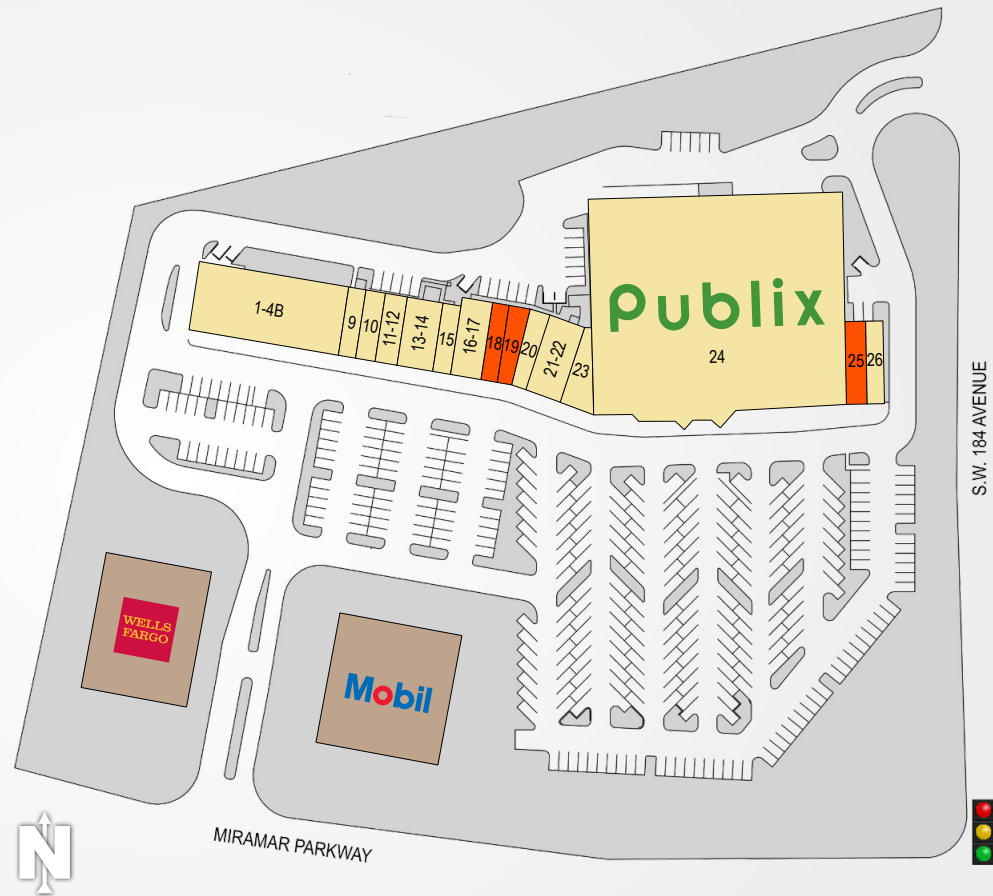 Publix
24
1-4B
9
10
11-12
13-14
15
16-17
18
19
20
21-22
23
25
26
S.W. 184 AVENUE
WELLS
FARGO
Mobil
MIRAMAR PARKWAY
N